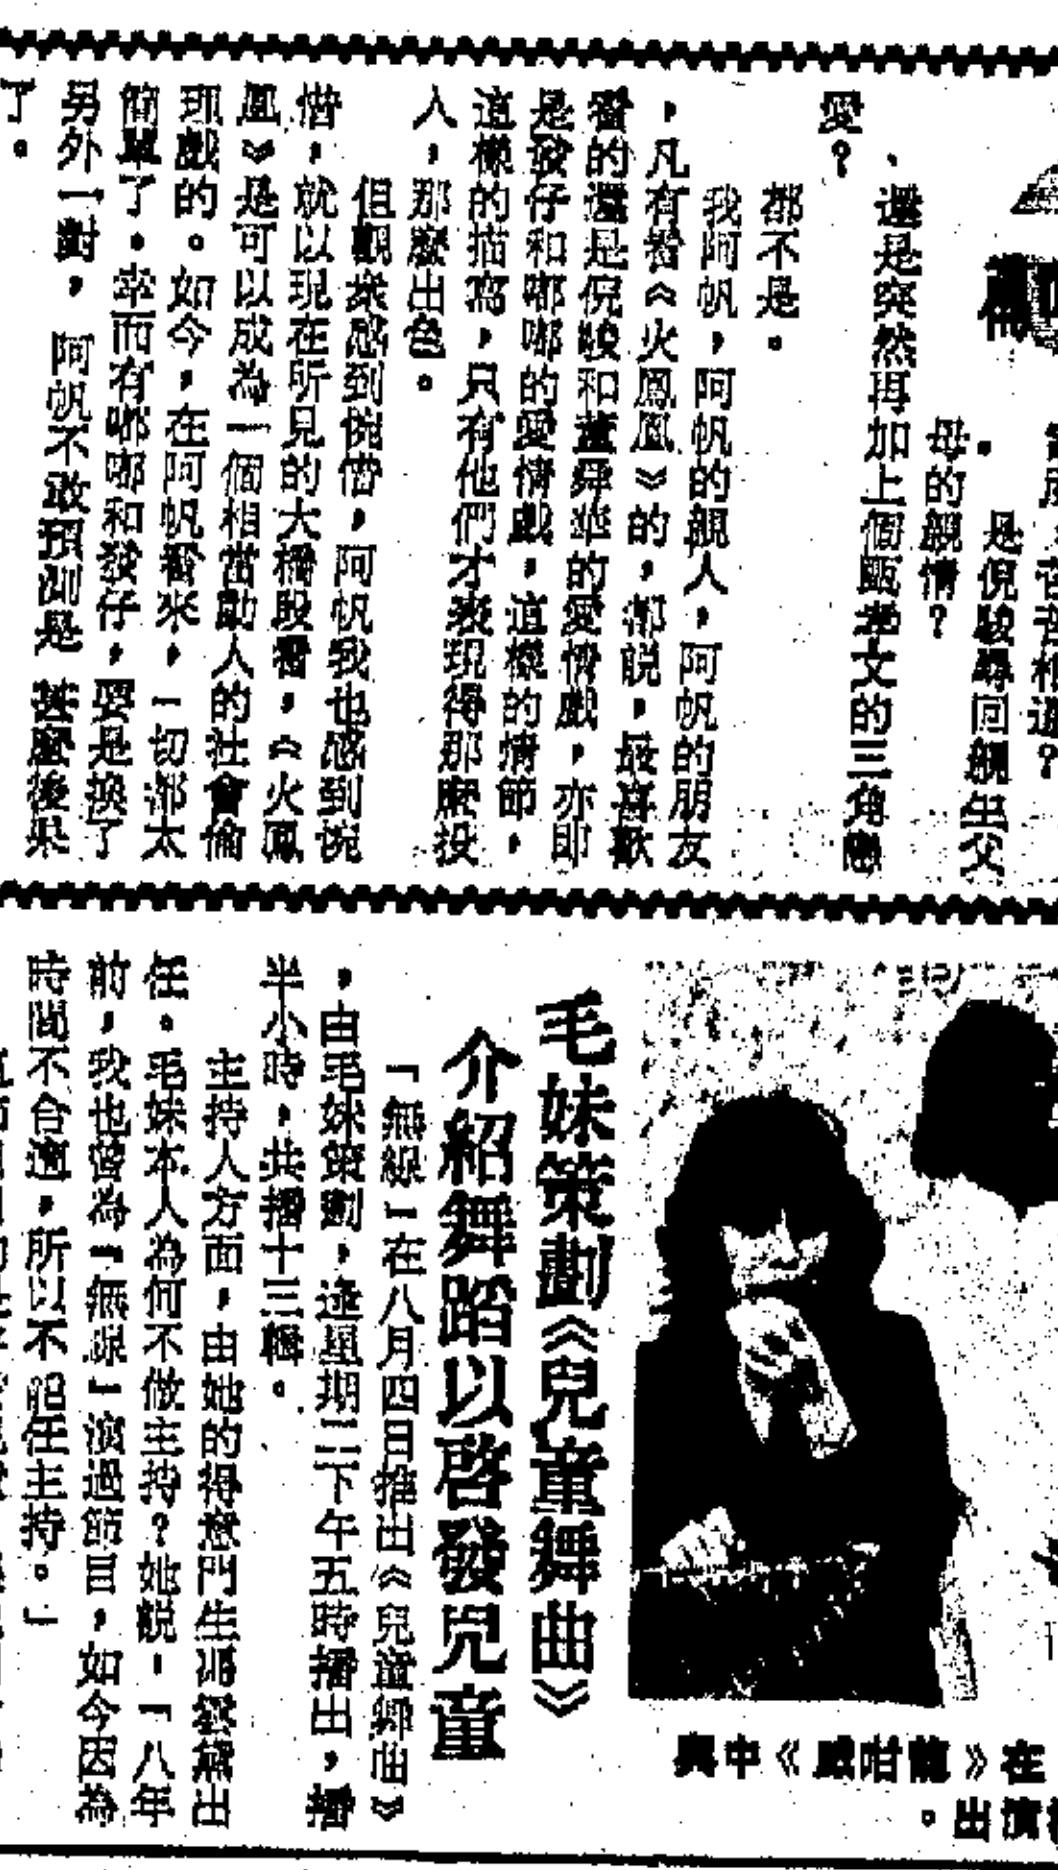 是倪駿尋回親生父
母的親情？
、還是突然再加上個甄孝文的三角戀
愛？
都不是。
我阿帆，阿帆的親人，阿帆的朋友
，凡有看《火鳳凰》的，都說，最喜歡
看的還是倪駿和葉舜華的愛情戲，亦即
是發仔和嘟嘟的愛情戲，這樣的情節，
這樣的描寫，只有他們才表現得那麼投
人，那麼出色。
但觀衆感到惋惜，阿帆我也感到惋
惜，就以現在所見的大橋段看，《火鳳
凰》是可以成為一個相當動人的社會倫
理戲的。如今，在阿帆看來，一切都太
簡單了。幸而有嘟嘟和發仔，要是換了
另外一對，阿帆不敢預測是甚麼後果
了。
毛妹策劃《兒童舞曲》
介紹舞蹈以啓發兒童
「無線」在八月四日推出《兒童舞曲》
，由毛妹策劃，逢星期三下午五時播出，播
半小時，共播十三輯。
主持人方面，由她的得意門生馮毅齋出
任。毛妹本人為何不做主持？她說：「八年
前，我也曾為「無線」演過節目，如今因為
時間不合適，所以不担任主持。」
在《龍咁威》中與
演出。